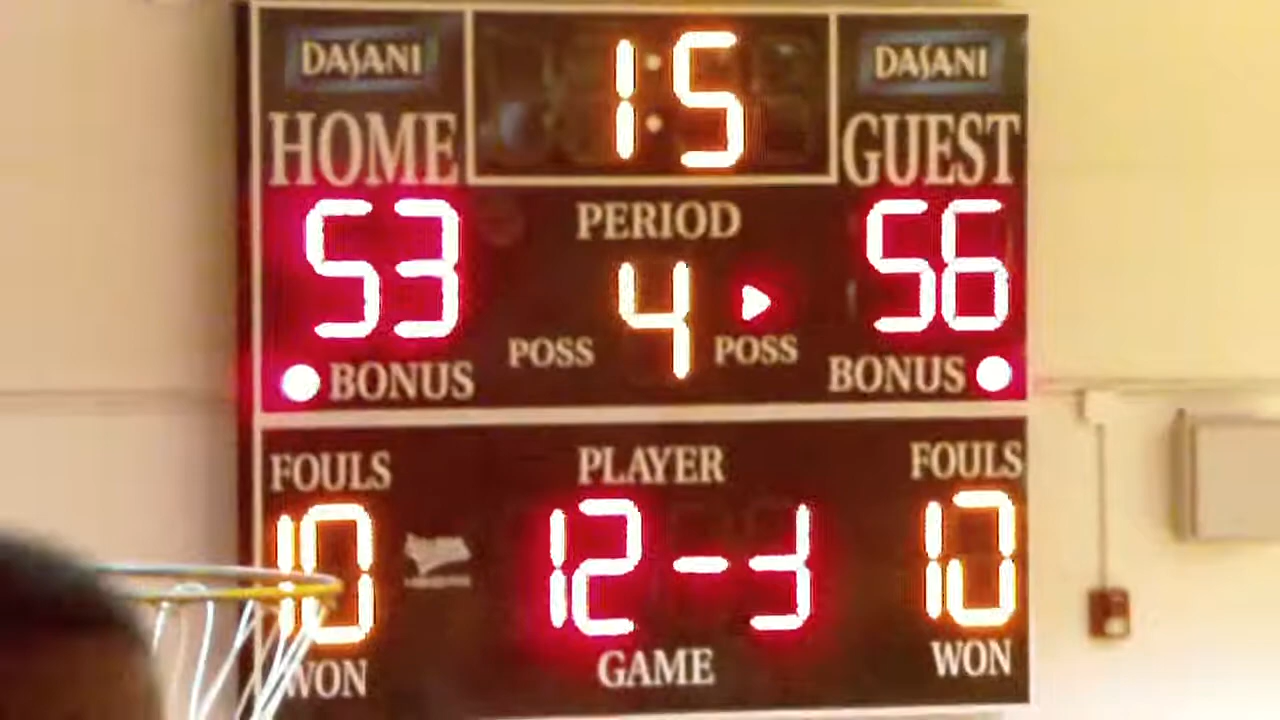 DASANI 1:5 DASANI
HOME GUEST
53 PERIOD 56
4
POSS POSS
BONUS BONUS
FOULS PLAYER FOULS
10 12-3 10
WON GAME WON